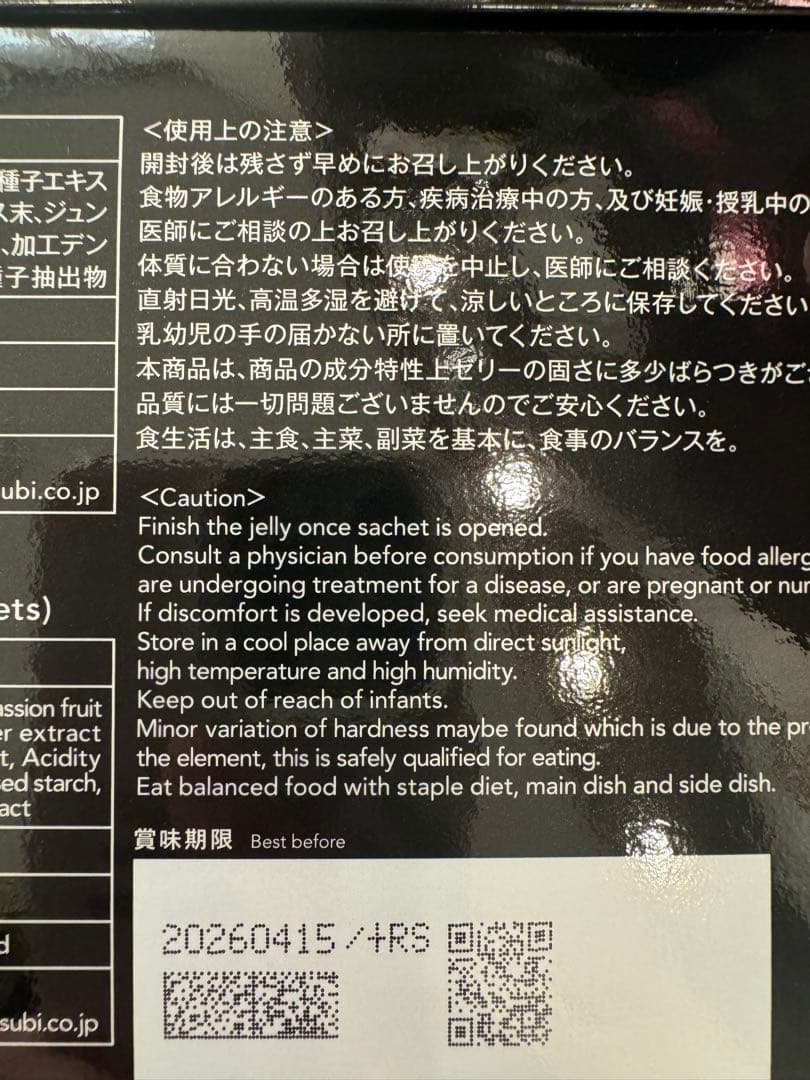 種子エキス
ス末、ジュン
、加工デン
種子抽出物
subi.co.jp
ets)
assion fruit
er extract
t, Acidity
sed starch,
act
d
subi.co.jp
<使用上の注意>
開封後は残さず早めにお召し上がりください。
食物アレルギーのある方、疾病治療中の方、及び妊娠・授乳中の
医師にご相談の上お召し上がりください。
体質に合わない場合は使用を中止し、医師にご相談ください。
直射日光、高温多湿を避けて、涼しいところに保存してください
乳幼児の手の届かない所に置いてください。
本商品は、商品の成分特性上ゼリーの固さに多少ばらつきがご
品質には一切問題ございませんのでご安心ください。
食生活は、主食、主菜、副菜を基本に、食事のバランスを。
<Caution>
Finish the jelly once sachet is opened.
Consult a physician before consumption if you have food allerg
are undergoing treatment for a disease, or are pregnant or nur
If discomfort is developed, seek medical assistance.
Store in a cool place away from direct sunlight,
high temperature and high humidity.
Keep out of reach of infants.
Minor variation of hardness maybe found which is due to the pr
the element, this is safely qualified for eating.
Eat balanced food with staple diet, main dish and side dish.
賞味期限 Best before
20260415/+RS